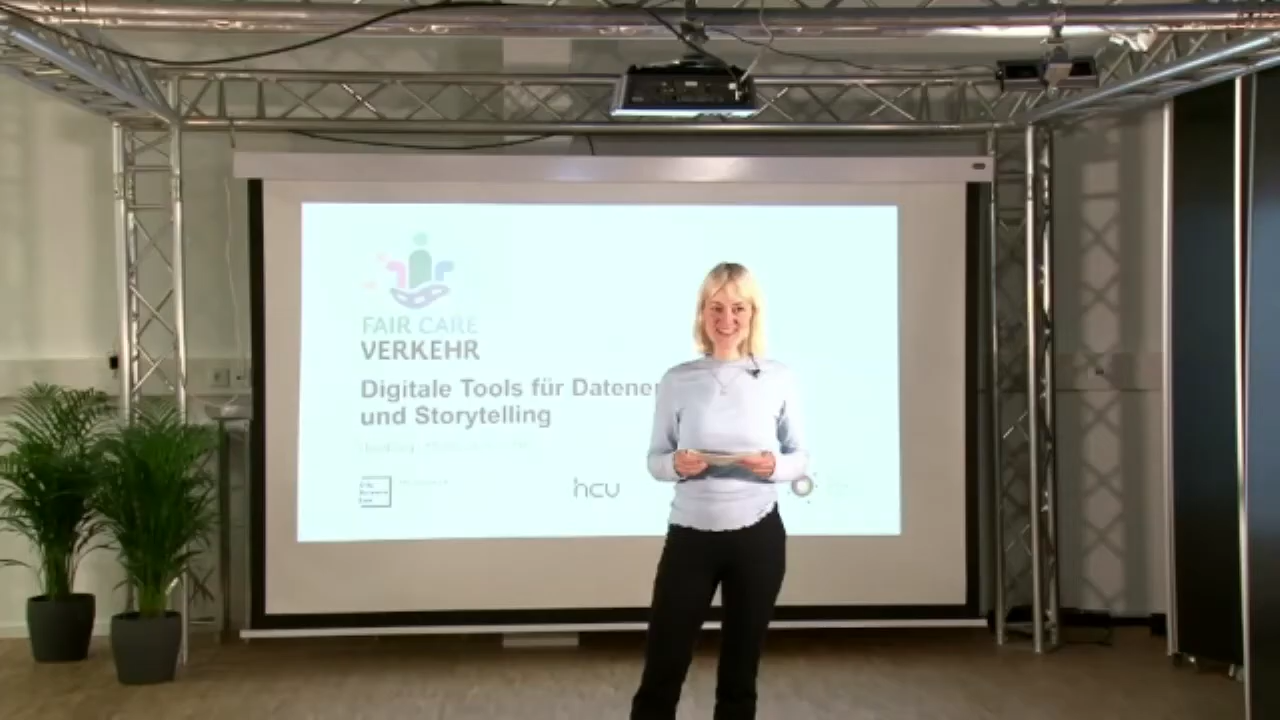 FAIR CARE
VERKEHR
Digitale Tools für Datener
und Storytelling
hcu